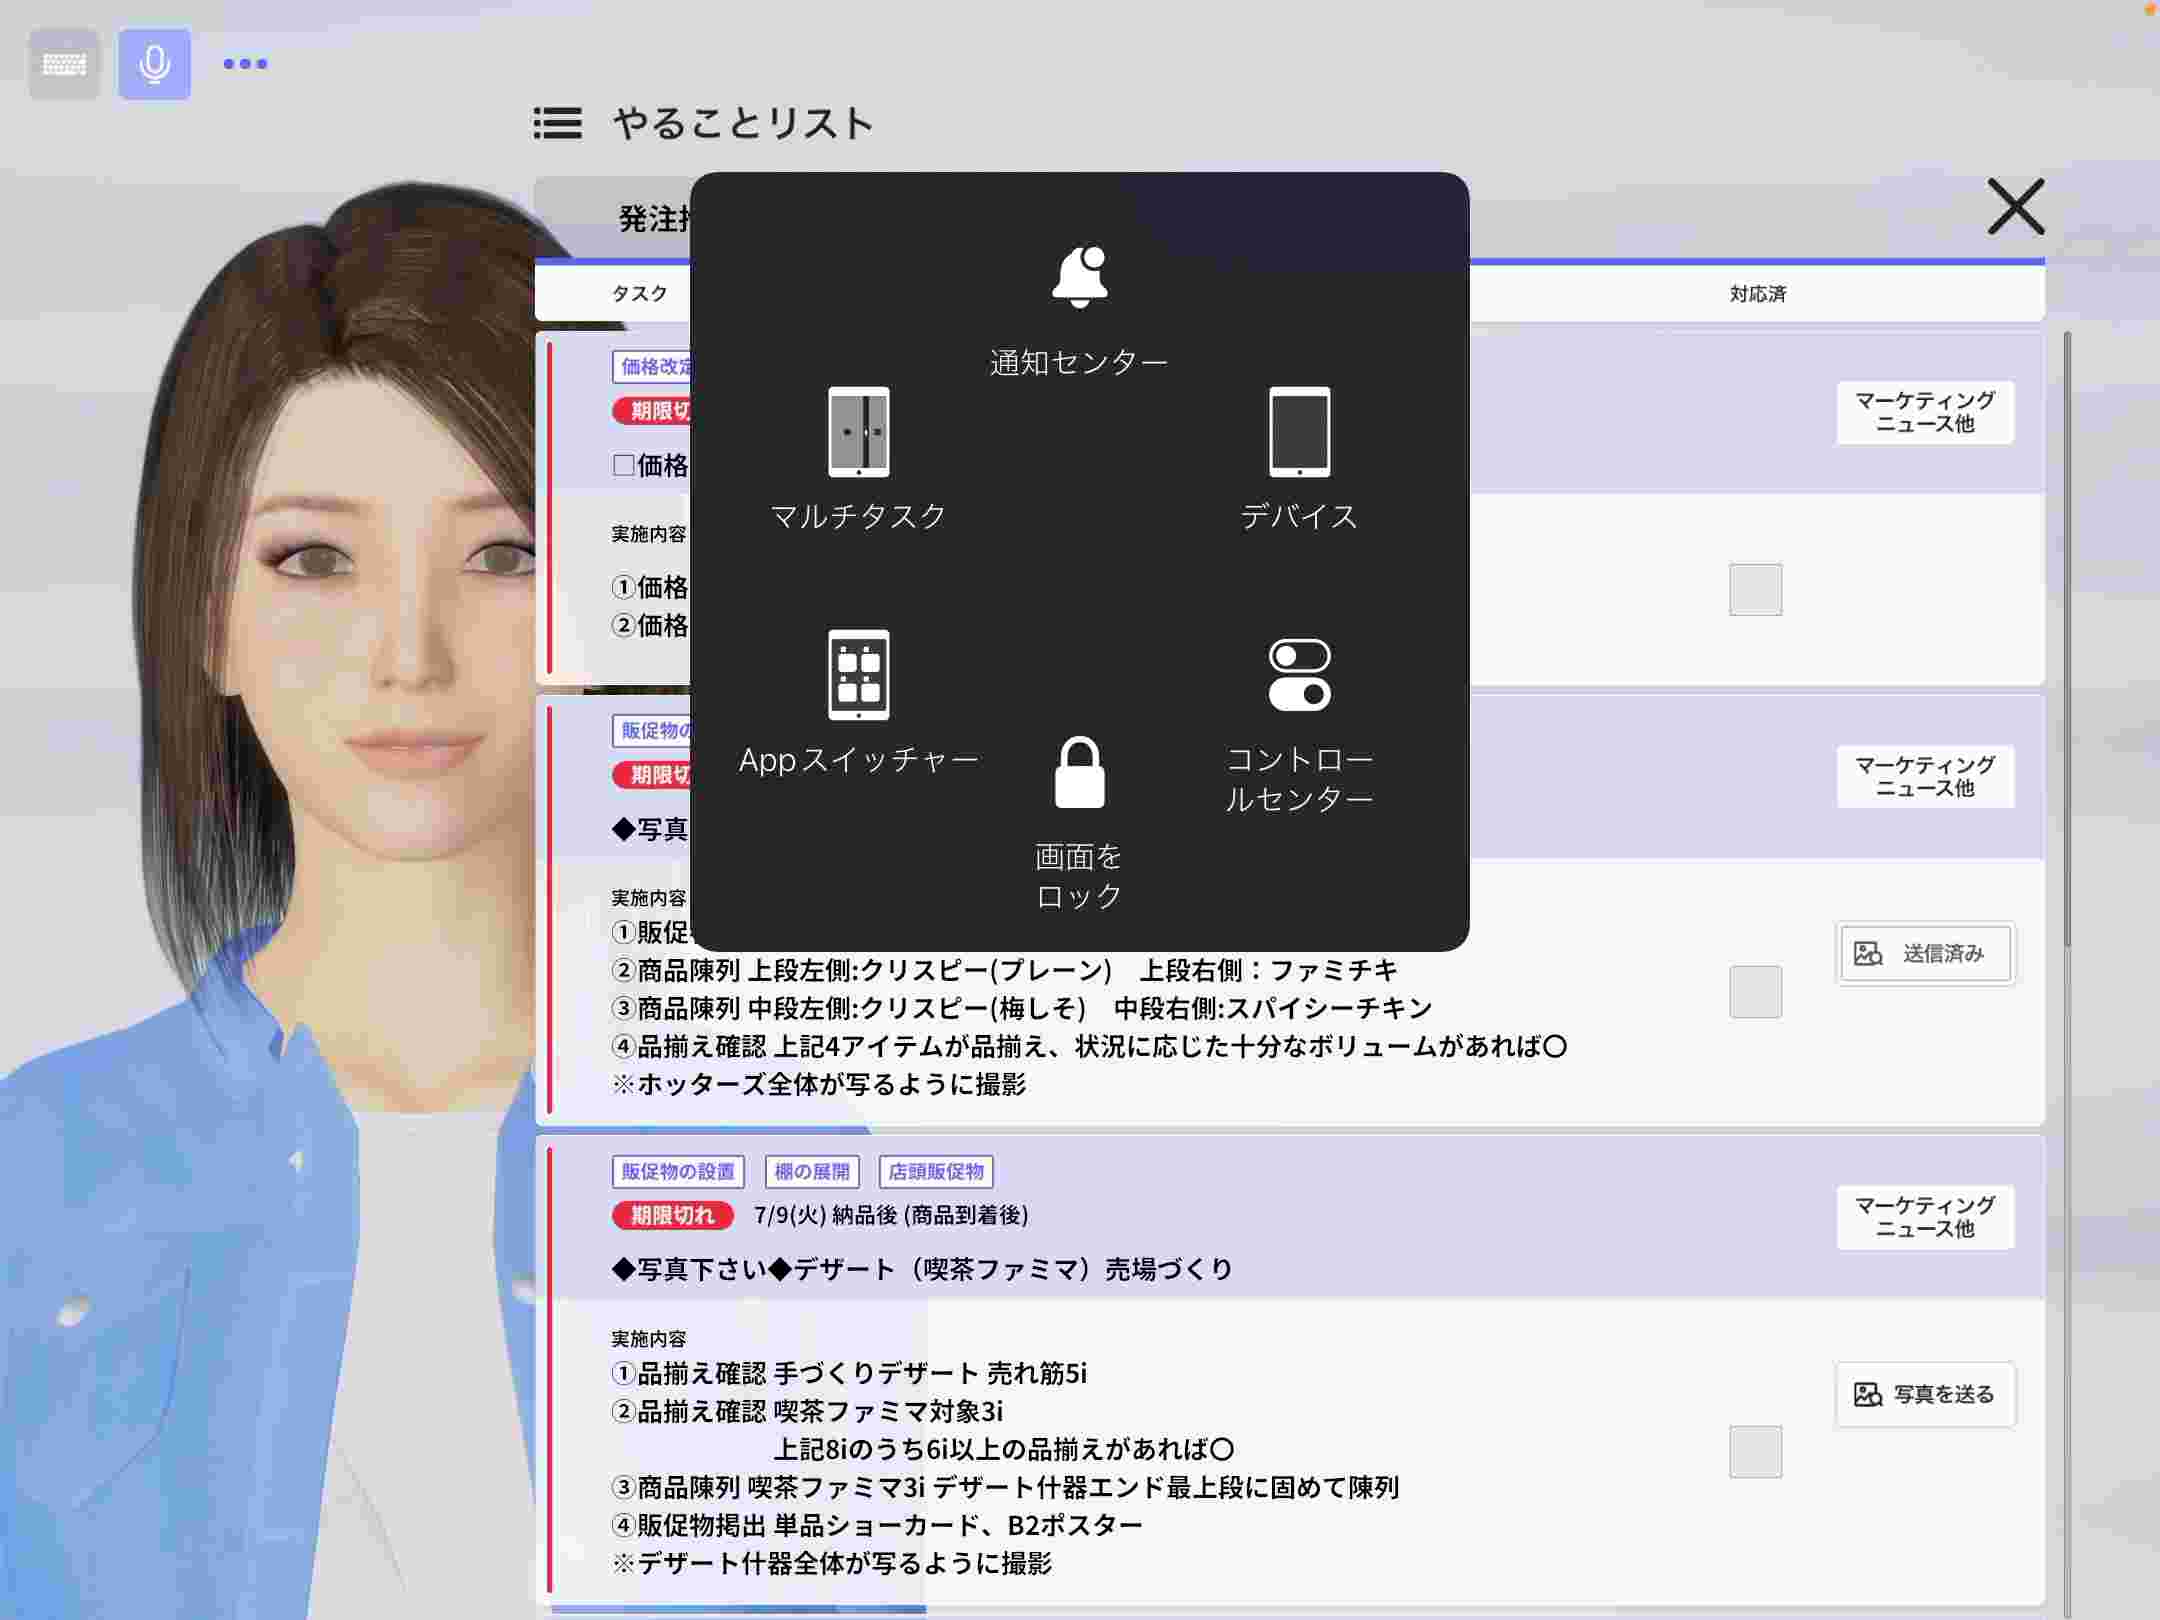 やることリスト
発注
タスク
対応済
通知センター
マルチタスク
デバイス
Appスイッチャー
コントロー
ルセンター
画面を
ロック
価格改定
期限切
□価格
マーケティング
ニュース他
実施内容
①価格
②価格
販促物の
期限切
◆写真
マーケティング
ニュース他
実施内容
①販促
②商品陳列 上段左側:クリスピー(プレーン)　上段右側：ファミチキ
③商品陳列 中段左側:クリスピー(梅しそ)　中段右側:スパイシーチキン
④品揃え確認 上記4アイテムが品揃え、状況に応じた十分なボリュームがあれば〇
※ホッターズ全体が写るように撮影
送信済み
販促物の設置 棚の展開 店頭販促物
期限切れ 7/9(火) 納品後 (商品到着後)
◆写真下さい◆デザート（喫茶ファミマ）売場づくり
マーケティング
ニュース他
実施内容
①品揃え確認 手づくりデザート 売れ筋5i
②品揃え確認 喫茶ファミマ対象3i
上記8iのうち6i以上の品揃えがあれば〇
③商品陳列 喫茶ファミマ3i デザート什器エンド最上段に固めて陳列
④販促物掲出 単品ショーカード、B2ポスター
※デザート什器全体が写るように撮影
写真を送る